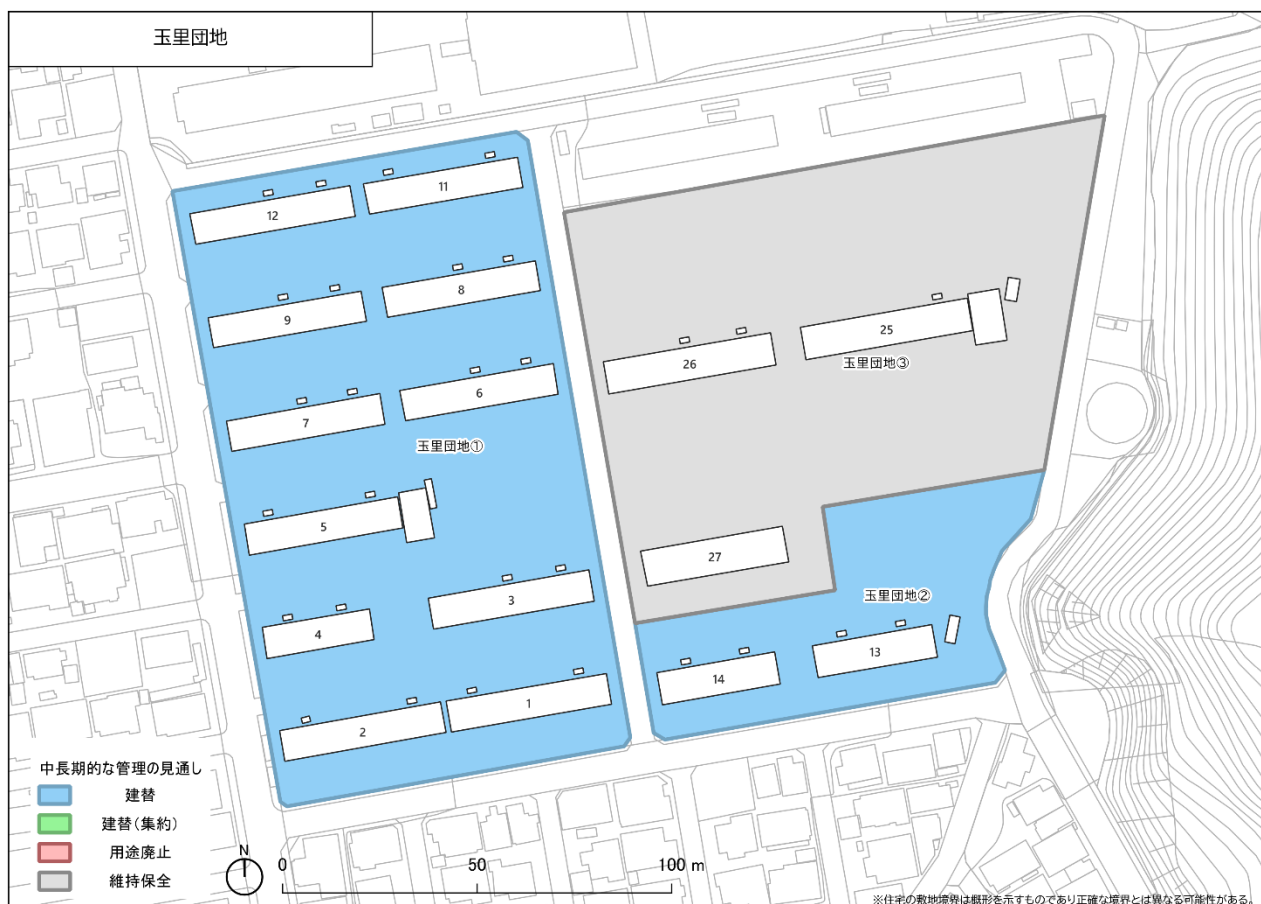 玉里団地
11
12
8
9
25
26
玉里団地③
6
7
玉里団地①
5
27
3
玉里団地②
4
13
14
1
2
中長期的な管理の見通し
建替
建替(集約)
用途廃止
維持保全
N
0 50 100 m
※住宅の敷地境界は概形を示すものであり正確な境界とは異なる可能性がある。